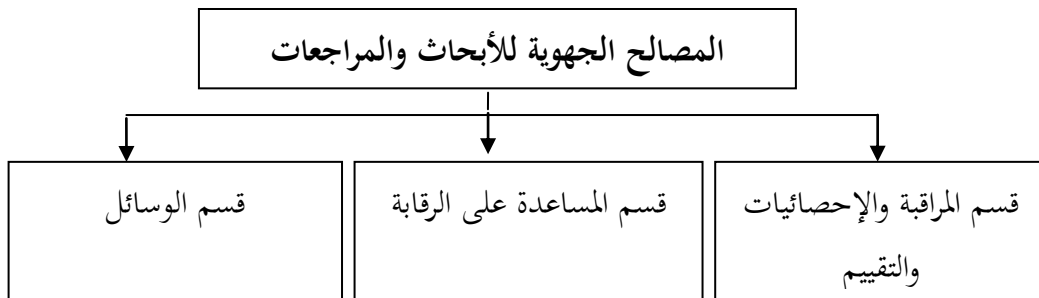 المصالح الجهوية للأبحاث والمراجعات
قسم المراقبة والإحصائيات
والتقييم
قسم المساعدة على الرقابة
قسم الوسائل